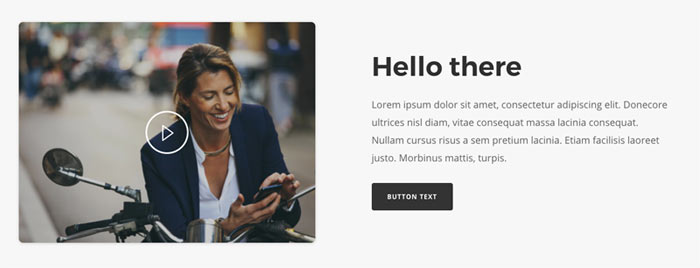 Hello there
Lorem ipsum dolor sit amet, consectetur adipiscing elit. Donecore
ultrices nisl diam, vitae consequat massa lacinia consequat.
Nullam cursus risus a sem pretium lacinia. Etiam facilisis laoreet
justo. Morbinus mattis, turpis.
BUTTON TEXT